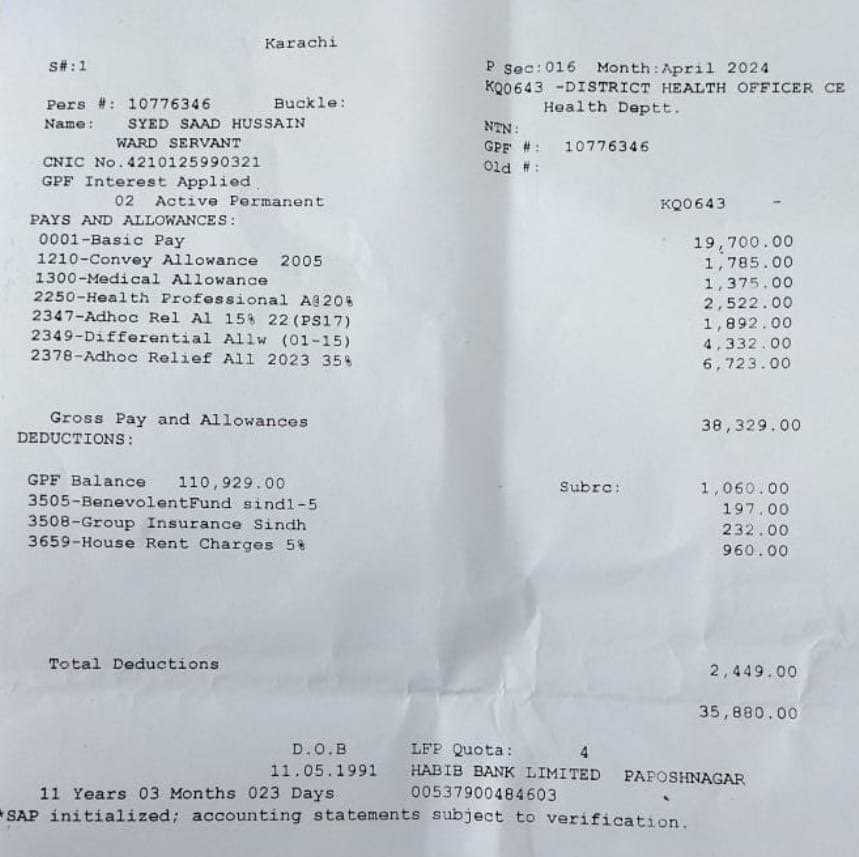 Karachi
S#:1
P Sec:016 Month:April 2024
KQ0643 -DISTRICT HEALTH OFFICER CE
Pers #: 10776346 Buckle: Health Deptt.
Name: SYED SAAD HUSSAIN NTN:
WARD SERVANT GPF #: 10776346
CNIC No.4210125990321 Old #:
GPF Interest Applied
02 Active Permanent KQ0643 -
PAYS AND ALLOWANCES:
0001-Basic Pay 19,700.00
1210-Convey Allowance 2005 1,785.00
1300-Medical Allowance 1,375.00
2250-Health Professional A@20% 2,522.00
2347-Adhoc Rel Al 15% 22(PS17) 1,892.00
2349-Differential Allw (01-15) 4,332.00
2378-Adhoc Relief All 2023 35% 6,723.00
Gross Pay and Allowances 38,329.00
DEDUCTIONS:
GPF Balance 110,929.00 Subrc: 1,060.00
3505-BenevolentFund sind1-5 197.00
3508-Group Insurance Sindh 232.00
3659-House Rent Charges 5% 960.00
Total Deductions 2,449.00
35,880.00
D.O.B LFP Quota: 4
11.05.1991 HABIB BANK LIMITED PAPOSHNAGAR
11 Years 03 Months 023 Days 00537900484603
*SAP initialized; accounting statements subject to verification.